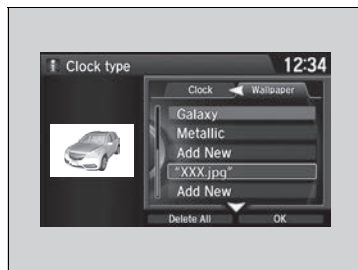 i Clock type
12:34
Clock Wallpaper
Galaxy
Metallic
Add New
"XXX.jpg"
Add New
Delete All OK